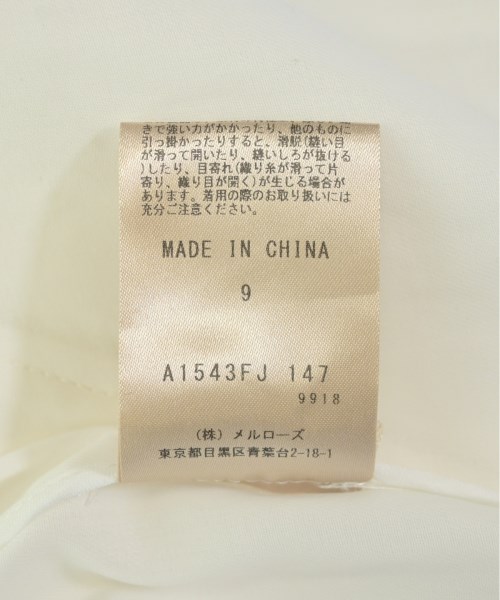 きで強い力がかかったり、他のものに
引っ掛かったりすると、滑脱(縫い目
が滑って開いたり、縫いしろが抜ける
)したり、目寄れ(織り糸が滑って片
寄り、織り目が開く)が生じる場合が
あります。着用の際のお取り扱いには
充分ご注意ください。
MADE IN CHINA
9
A1543FJ 147
9918
(株) メルローズ
東京都目黒区青葉台2-18-1